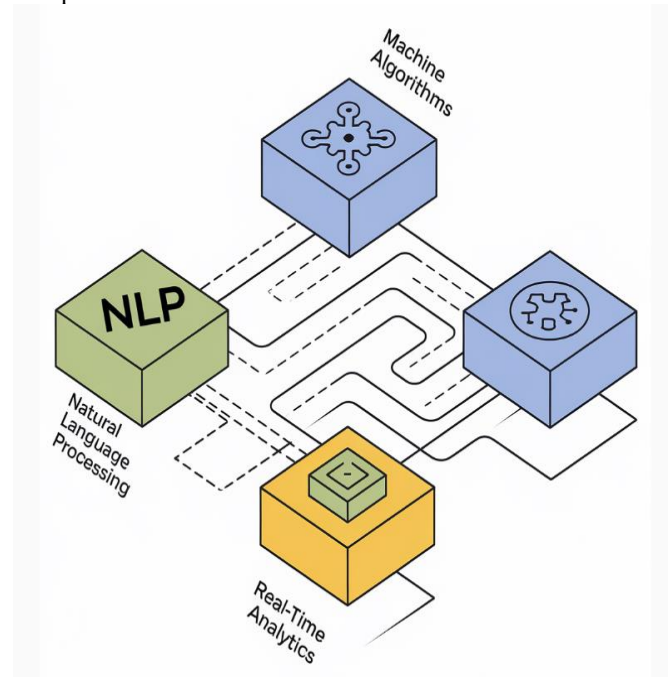 Machine
Algorithms
NLP
Natural
Language
Processing
Real-Time
Analytics